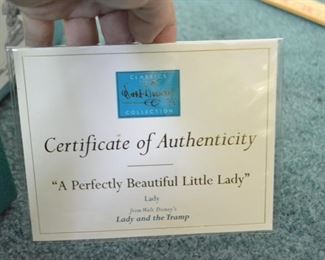 CLASSICS
Walt Disney
COLLECTION
Certificate of Authenticity
"A Perfectly Beautiful Little Lady"
Lady
from Walt Disney's
Lady and the Tramp